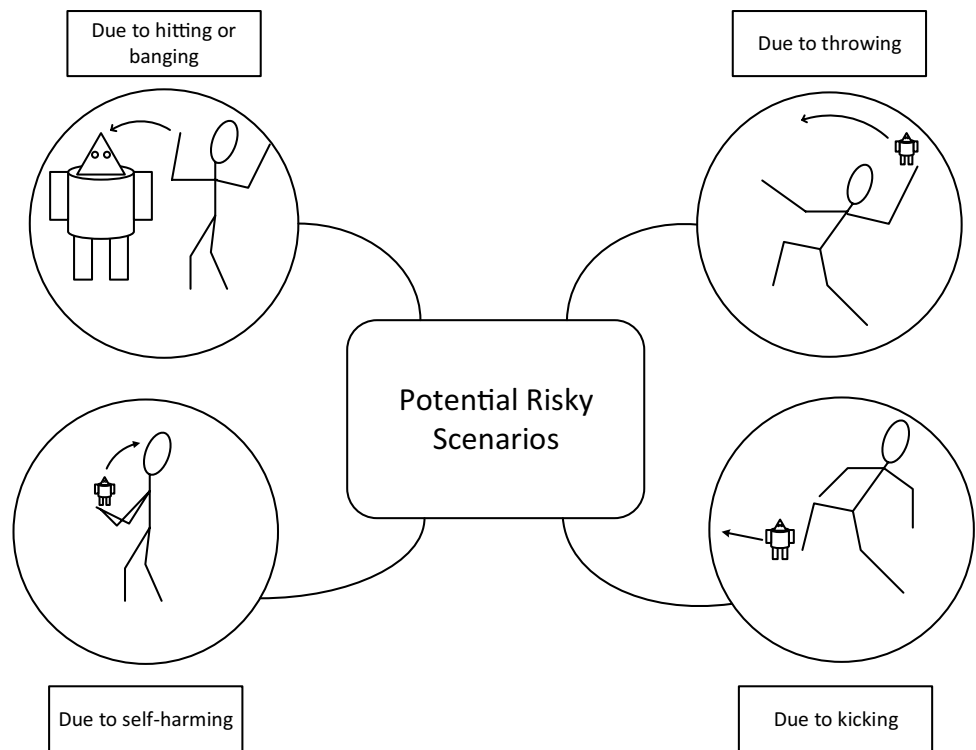 Due to hitting or
banging
Due to throwing
Potential Risky
Scenarios
Due to self-harming
Due to kicking